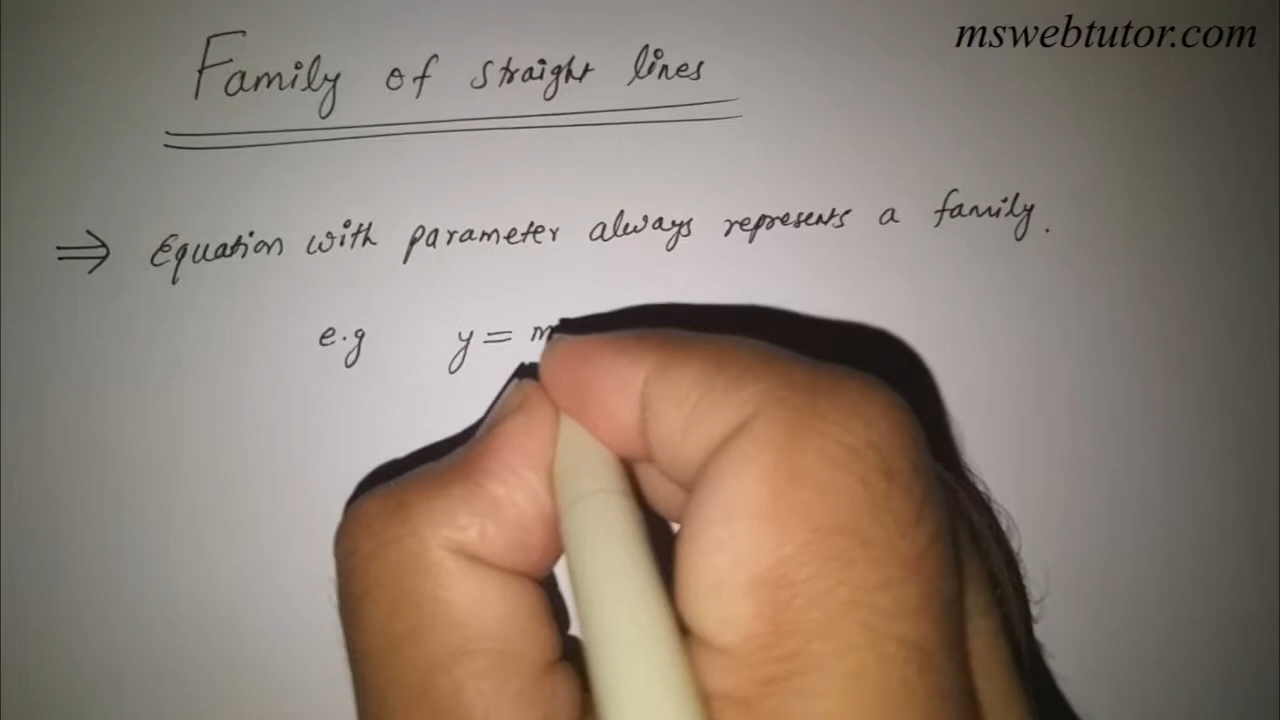 mswebtutor.com
Family of straight lines
⇒ Equation with parameter always represents a family.
e.g y = m